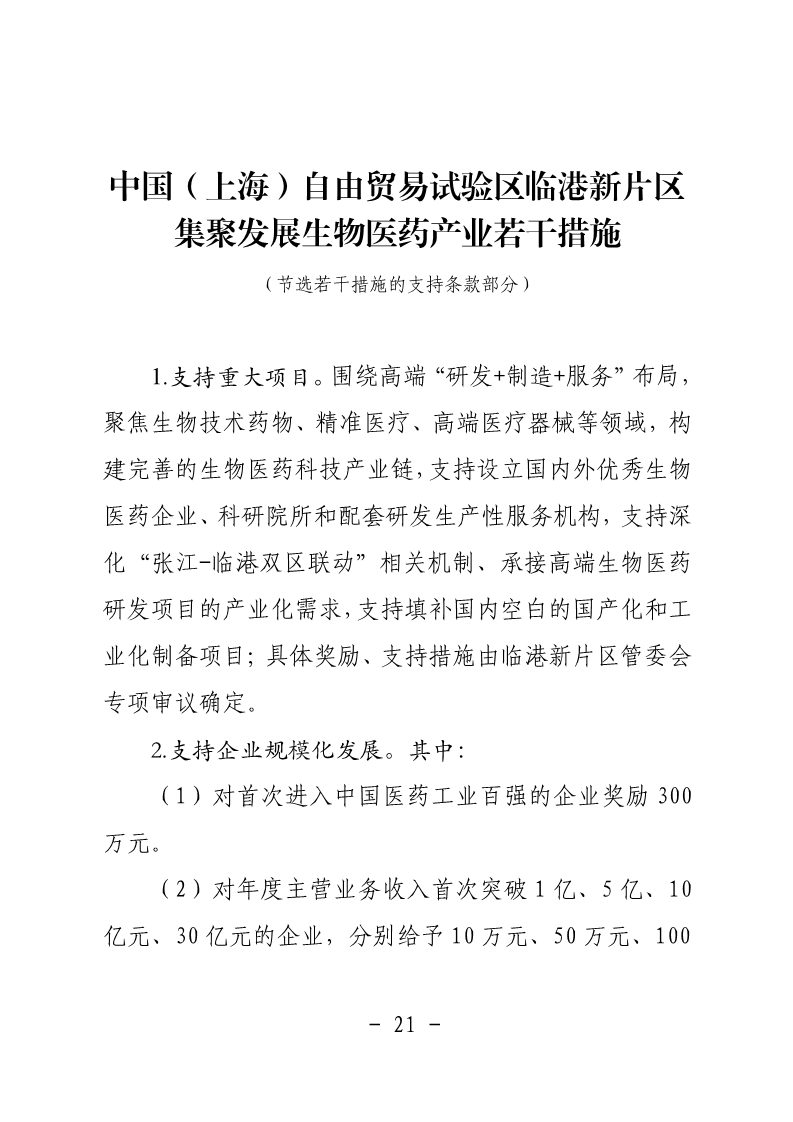 中国（上海）自由贸易试验区临港新片区
集聚发展生物医药产业若干措施
（节选若干措施的支持条款部分）
1.支持重大项目。围绕高端“研发+制造+服务”布局，
聚焦生物技术药物、精准医疗、高端医疗器械等领域，构
建完善的生物医药科技产业链，支持设立国内外优秀生物
医药企业、科研院所和配套研发生产性服务机构，支持深
化“张江-临港双区联动”相关机制、承接高端生物医药
研发项目的产业化需求，支持填补国内空白的国产化和工
业化制备项目；具体奖励、支持措施由临港新片区管委会
专项审议确定。
2.支持企业规模化发展。其中：
（1）对首次进入中国医药工业百强的企业奖励 300
万元。
（2）对年度主营业务收入首次突破 1 亿、5 亿、10
亿元、30 亿元的企业，分别给予 10 万元、50 万元、100
- 21 -